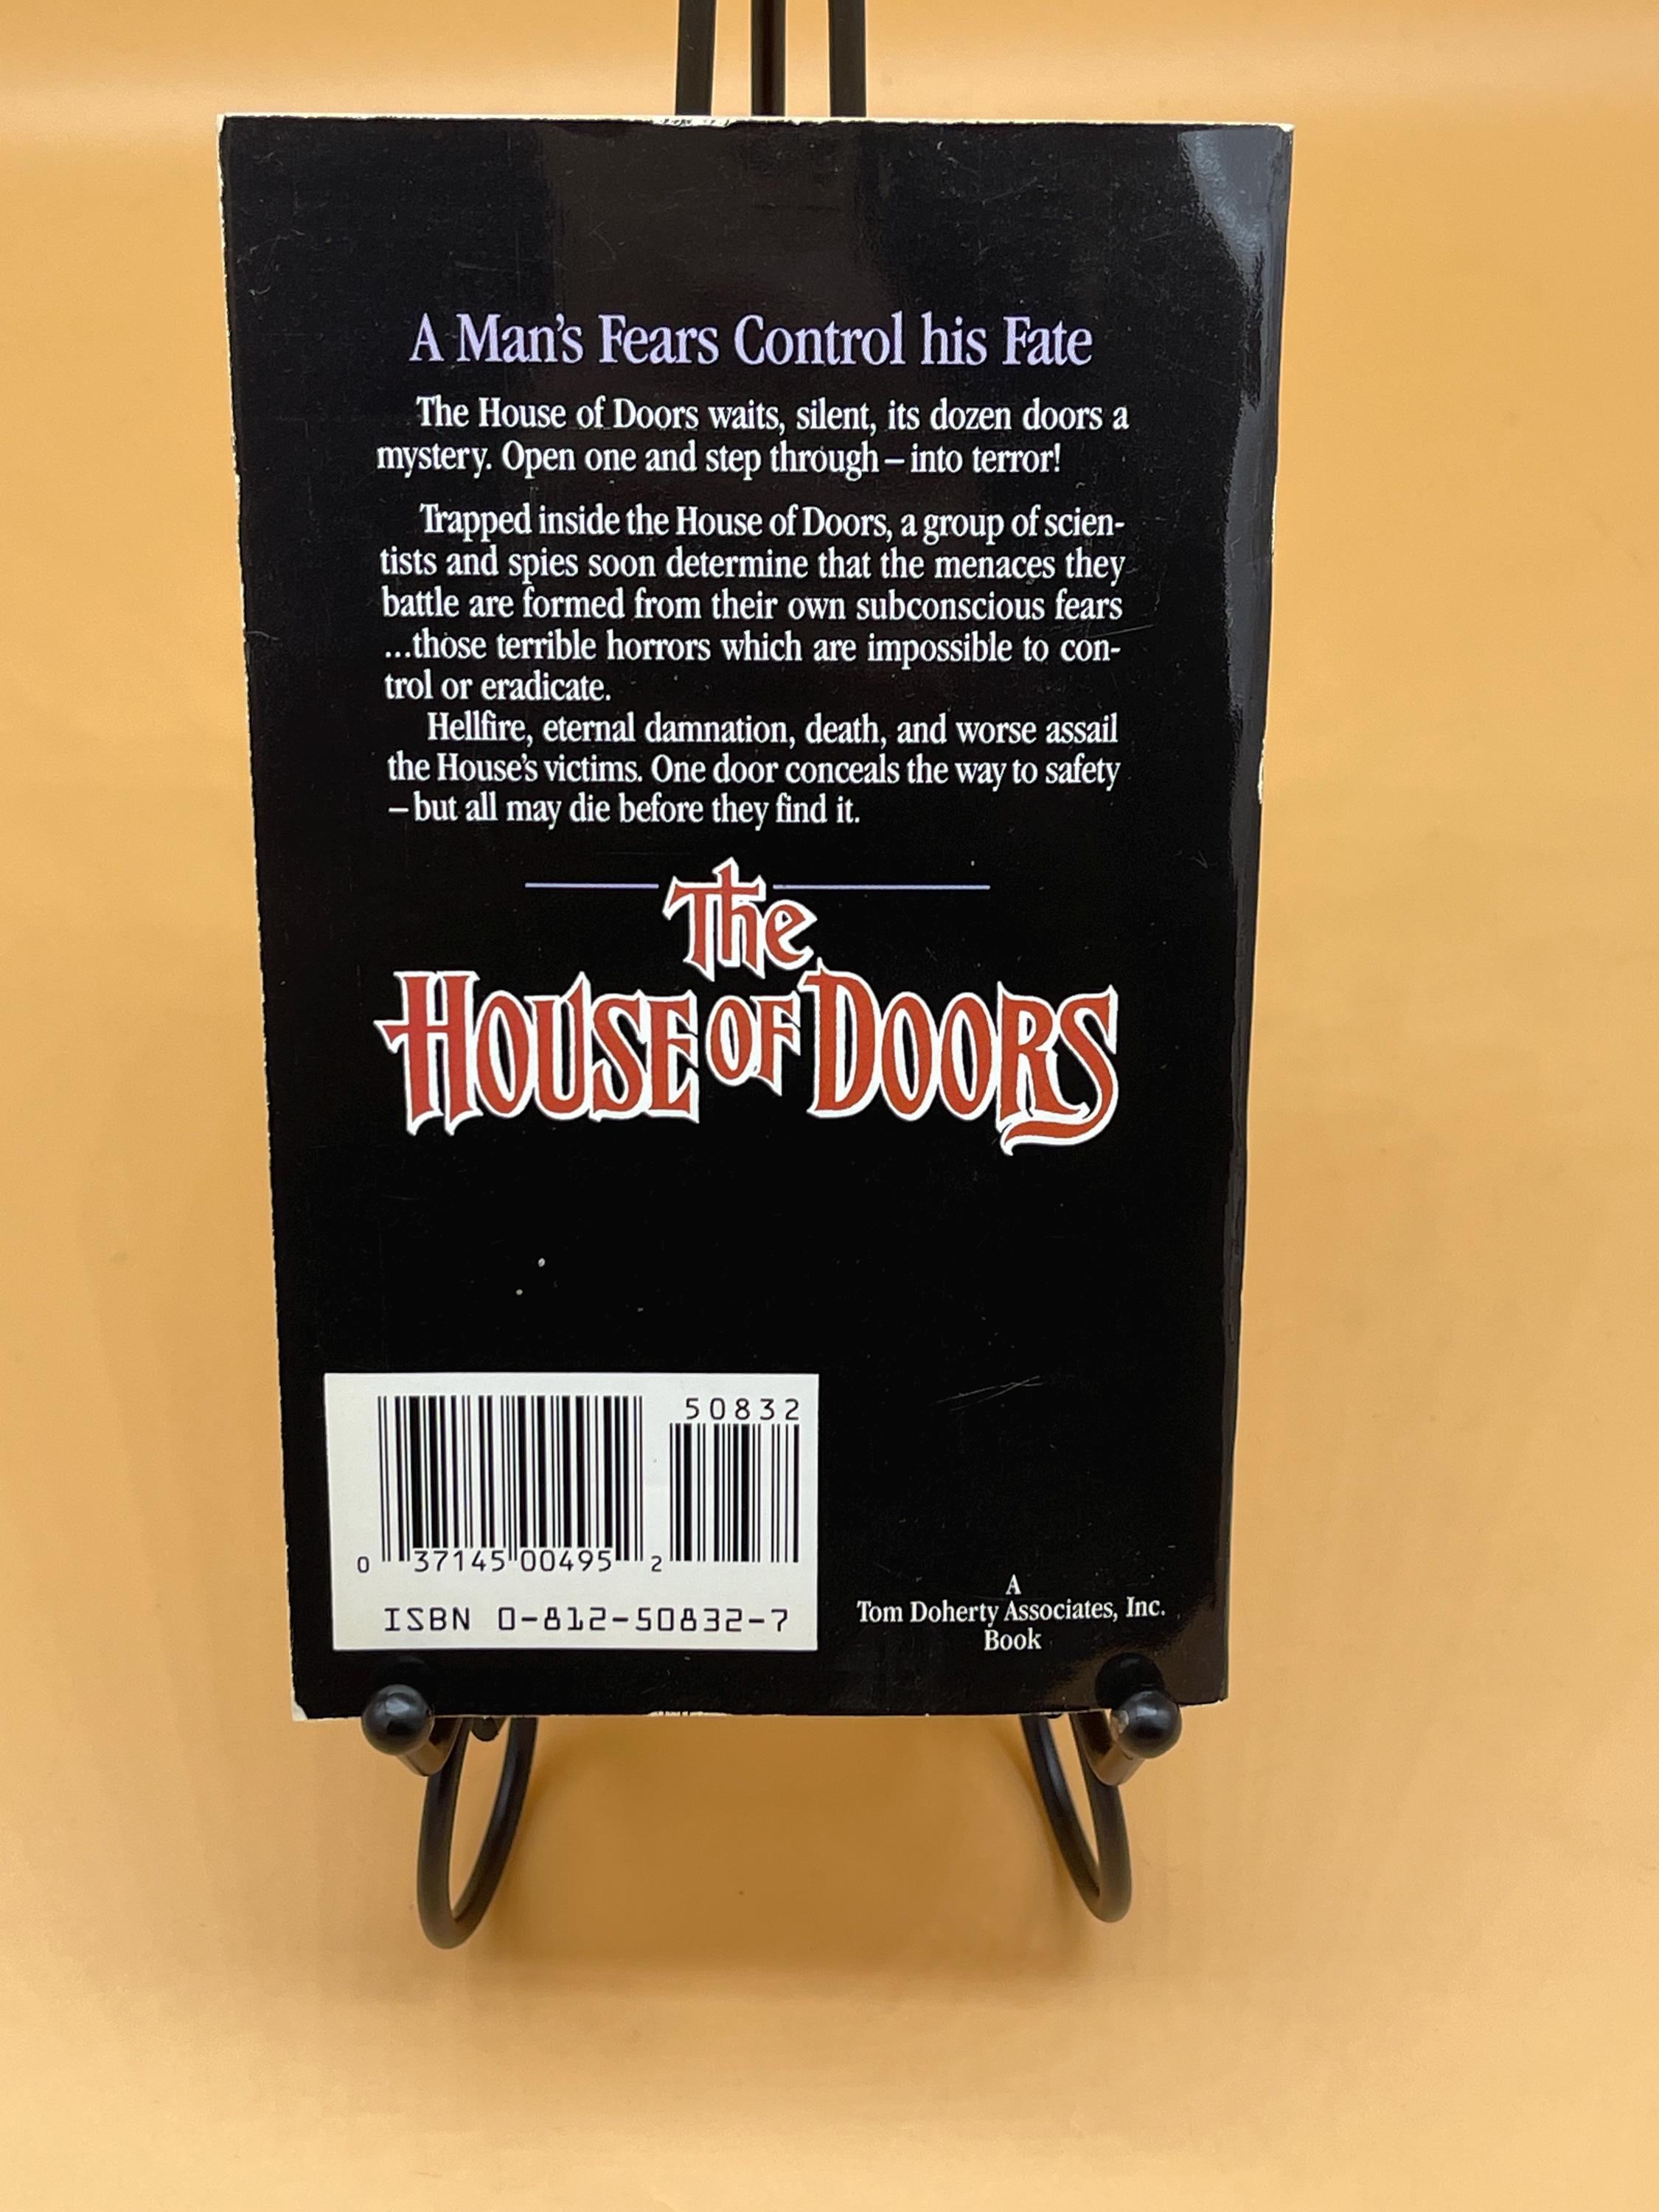 A Man's Fears Control his Fate
The House of Doors waits, silent, its dozen doors a
mystery. Open one and step through – into terror!
Trapped inside the House of Doors, a group of scien-
tists and spies soon determine that the menaces they
battle are formed from their own subconscious fears
...those terrible horrors which are impossible to con-
trol or eradicate.
Hellfire, eternal damnation, death, and worse assail
the House's victims. One door conceals the way to safety
– but all may die before they find it.
The
HOUSE OF DOORS
50832
0 37145 00495 2
ISBN 0-812-50832-7
A
Tom Doherty Associates, Inc.
Book